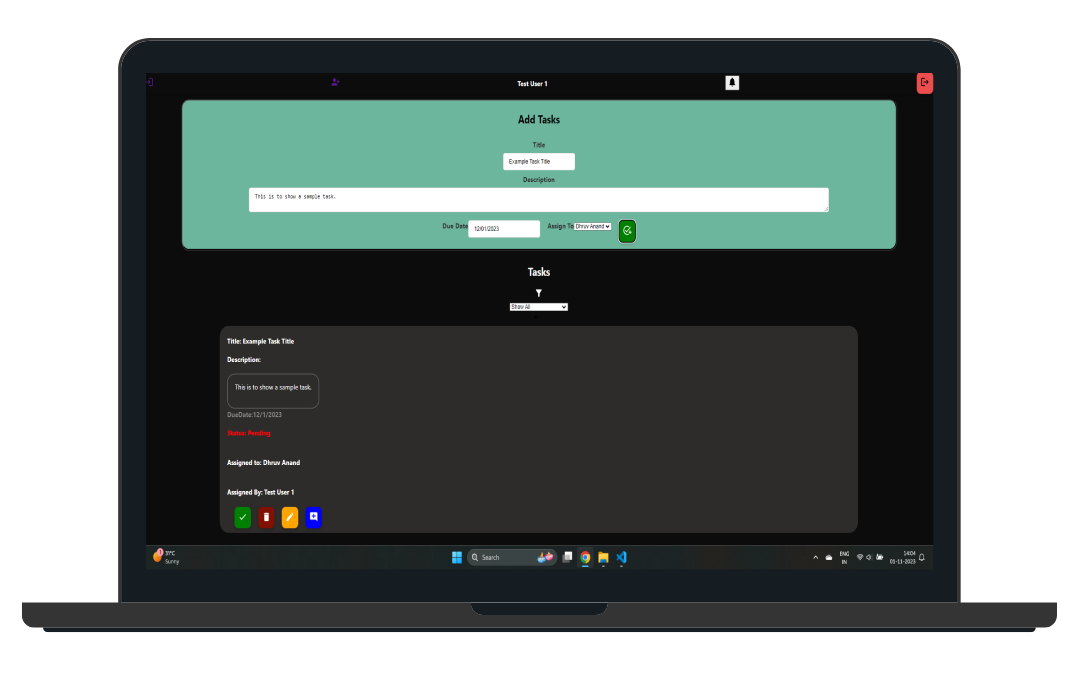 Test User 1
Add Tasks
Title
Example Task Title
Description
This is to show a sample task.
Due Date 12/01/2023 Assign To Dhruv Anand
Tasks
Show All
Title: Example Task Title
Description:
This is to show a sample task.
DueDate:12/1/2023
Status: Pending
Assigned to: Dhruv Anand
Assigned By: Test User 1
1 31°C Search ENG 14:04
Sunny IN 01-11-2023